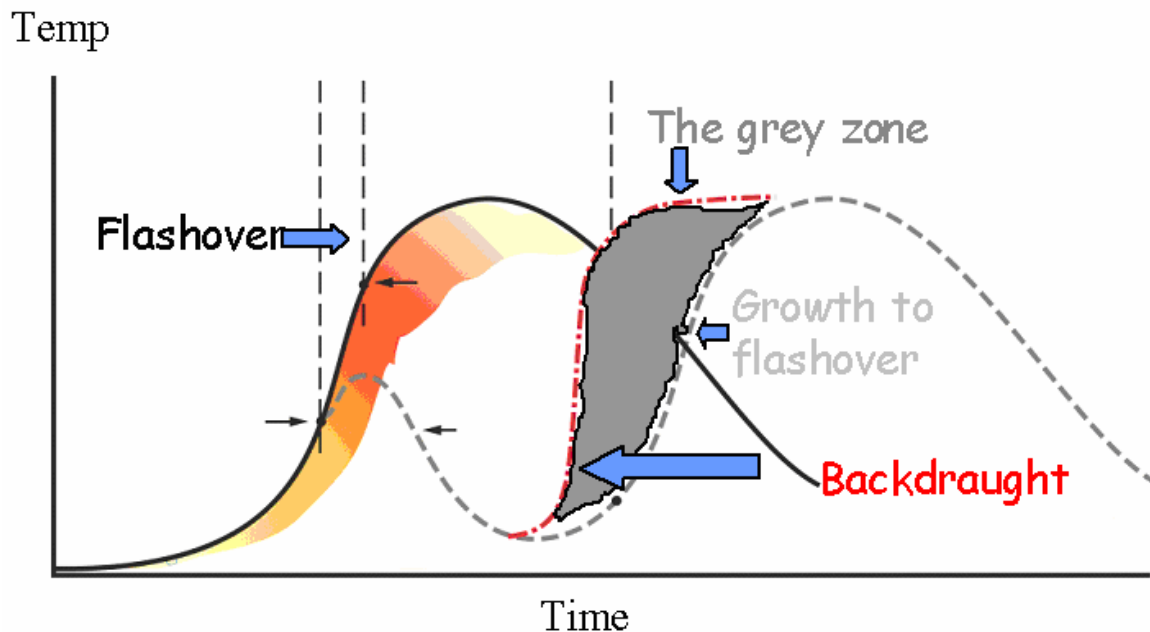 Temp
The grey zone
Flashover
Growth to
flashover
Backdraught
Time